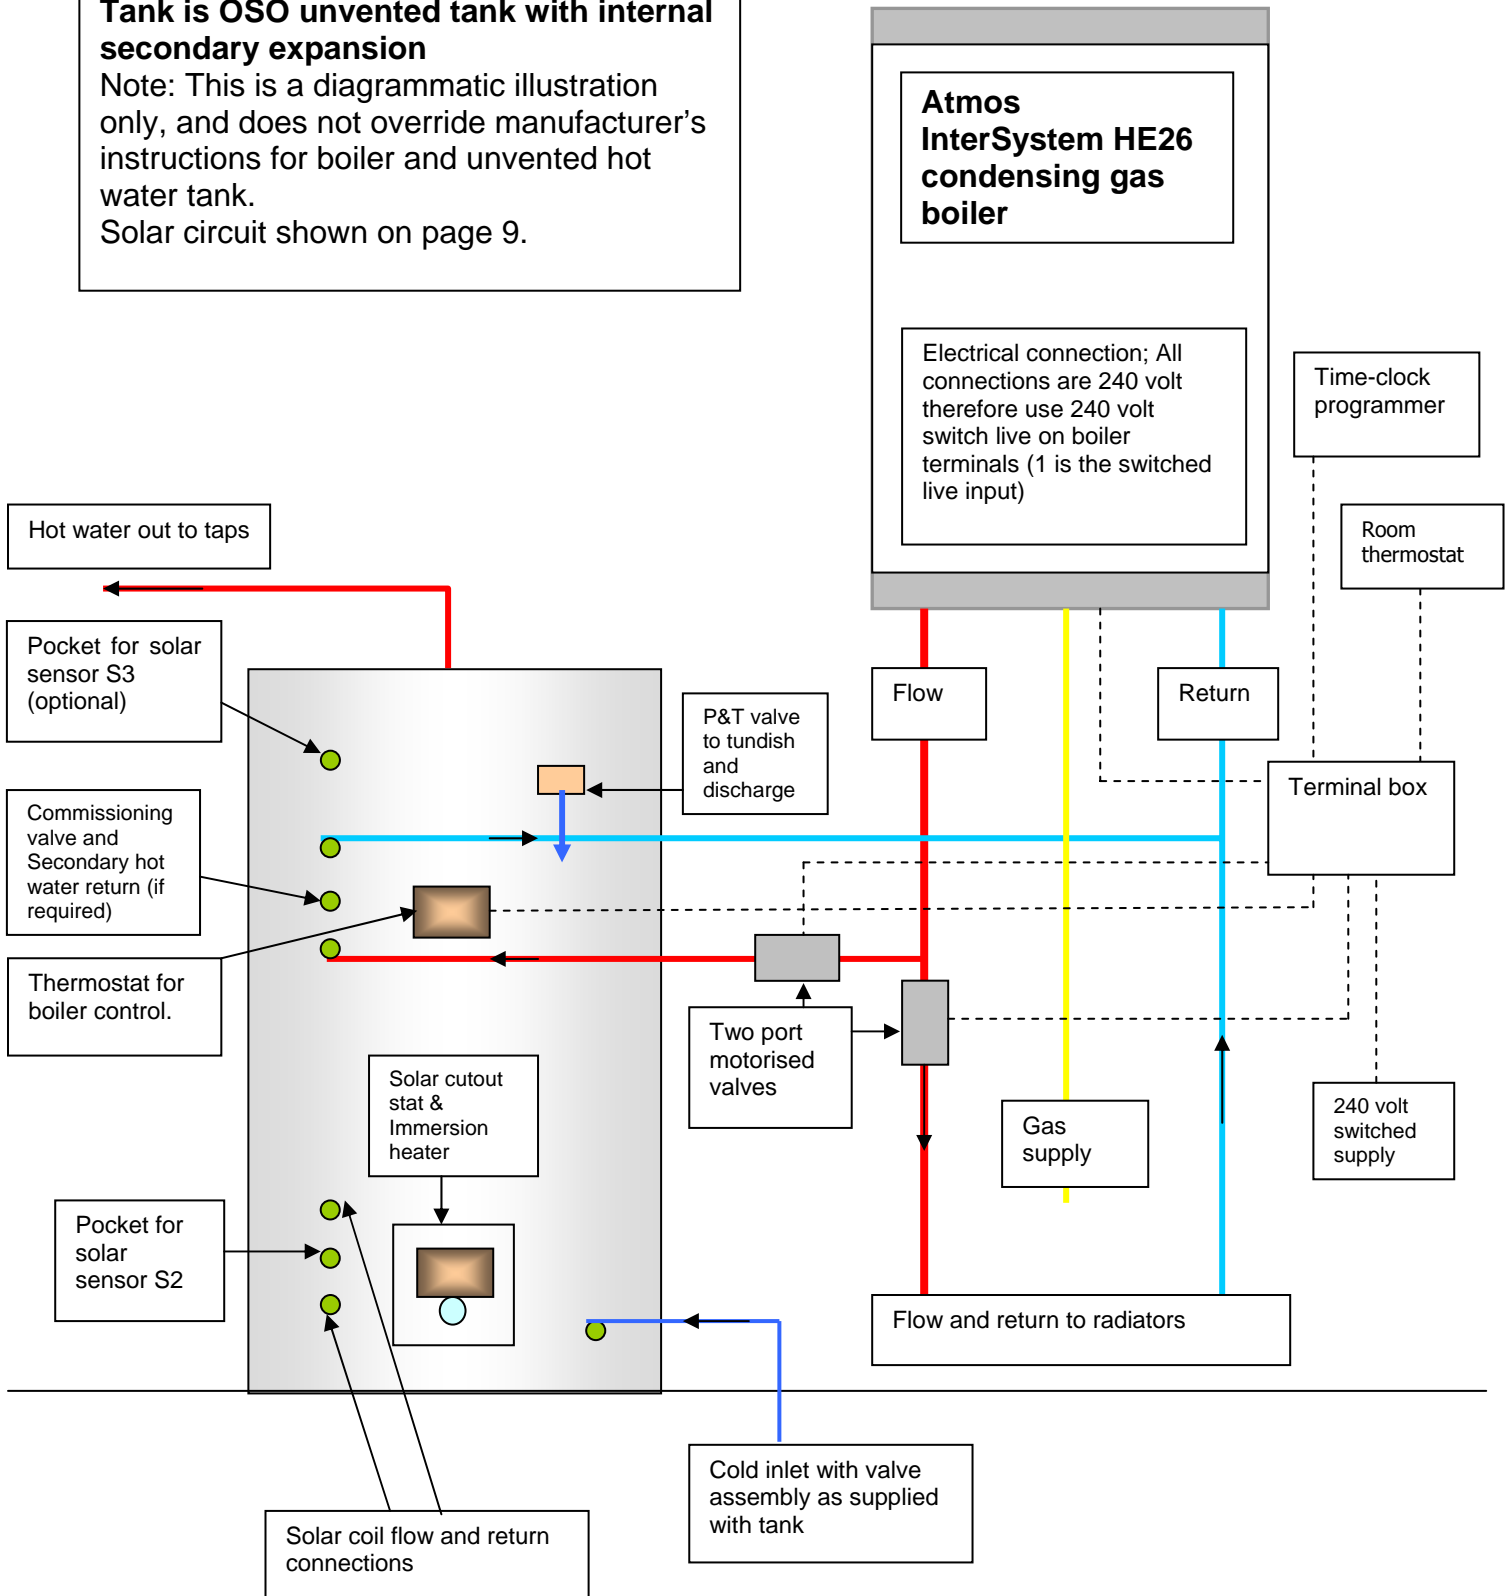 Tank is OSO unvented tank with internal
secondary expansion
Note: This is a diagrammatic illustration
only, and does not override manufacturer's
instructions for boiler and unvented hot
water tank.
Solar circuit shown on page 9.
Atmos
InterSystem HE26
condensing gas
boiler
Electrical connection; All
connections are 240 volt
therefore use 240 volt
switch live on boiler
terminals (1 is the switched
live input)
Time-clock
programmer
Room
thermostat
Hot water out to taps
Pocket for solar
sensor S3
(optional)
P&T valve
to tundish
and
discharge
Flow
Return
Terminal box
Commissioning
valve and
Secondary hot
water return (if
required)
Thermostat for
boiler control.
Two port
motorised
valves
Solar cutout
stat &
Immersion
heater
Gas
supply
240 volt
switched
supply
Pocket for
solar
sensor S2
Flow and return to radiators
Cold inlet with valve
assembly as supplied
with tank
Solar coil flow and return
connections